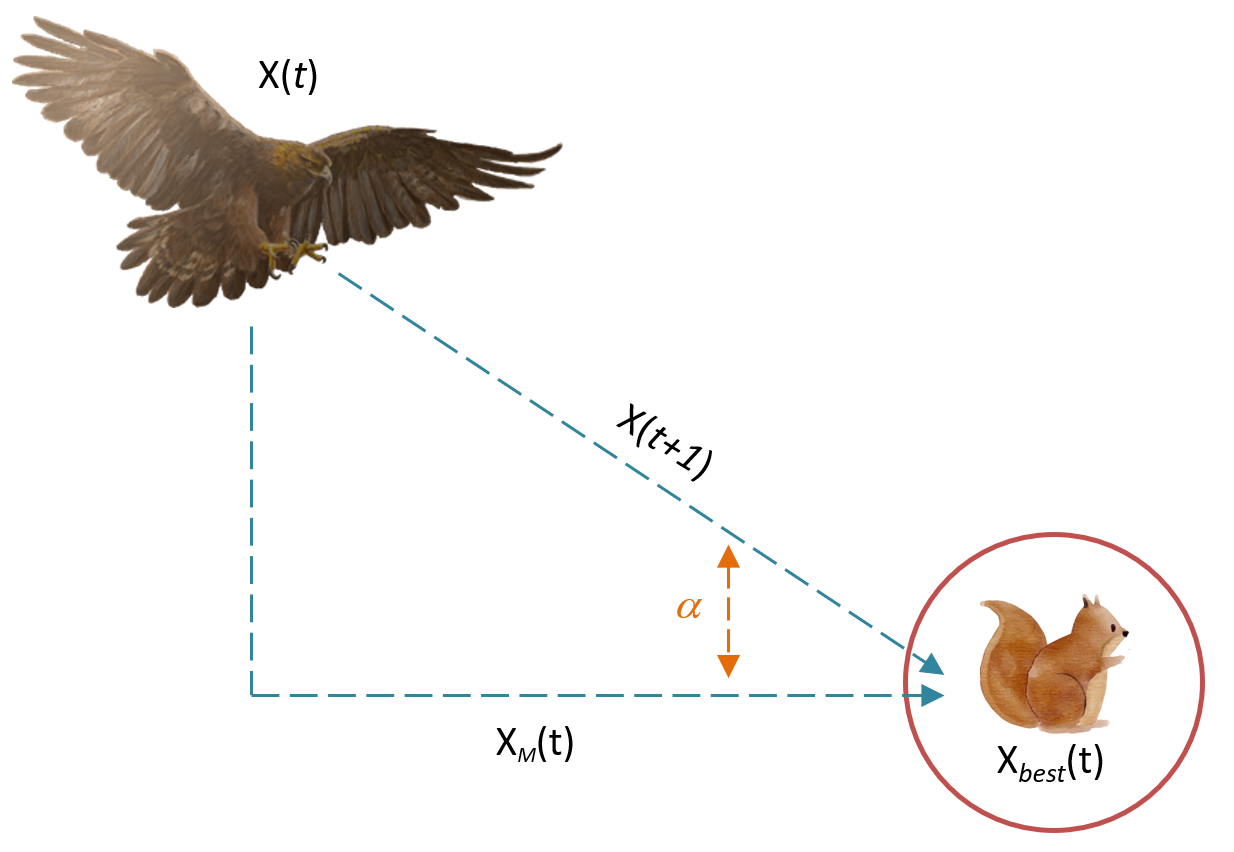 X(t)
X(t+1)
α
X_M(t)
X_best(t)